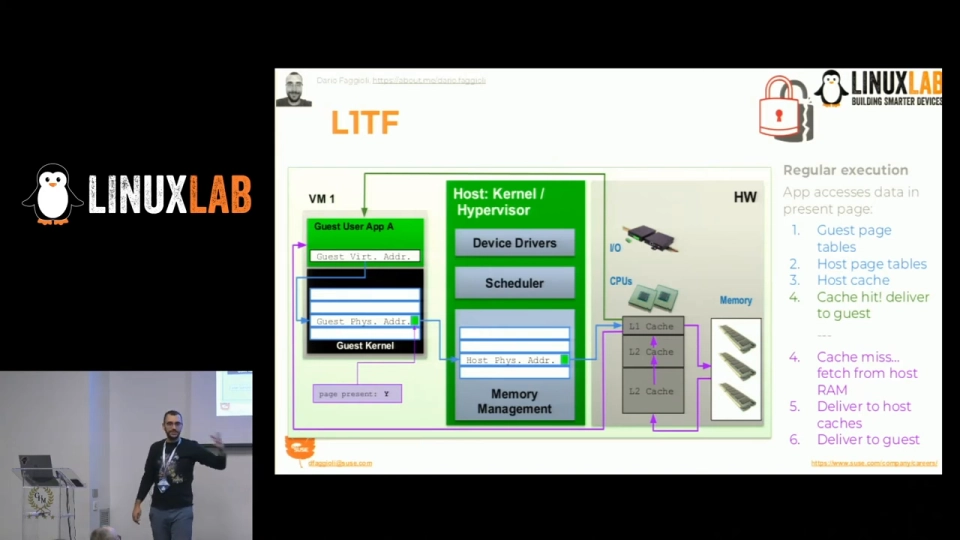 Dario Faggioli, https://about.me/dario.faggioli
LINUXLAB
BUILDING SMARTER DEVICES
L1TF
LINUXLAB
VM 1
Guest User App A
Guest Virt. Addr.
Guest Phys. Addr.
Guest Kernel
page present: Y
Host: Kernel /
Hypervisor
Device Drivers
Scheduler
Host Phys. Addr.
Memory
Management
HW
I/O
CPUs
Memory
L1 Cache
L2 Cache
L2 Cache
Regular execution
App accesses data in
present page:
1. Guest page
tables
2. Host page tables
3. Host cache
4. Cache hit! deliver
to guest
---
4. Cache miss...
fetch from host
RAM
5. Deliver to host
caches
6. Deliver to guest
SUSE
dfaggioli@suse.com
https://www.suse.com/company/careers/